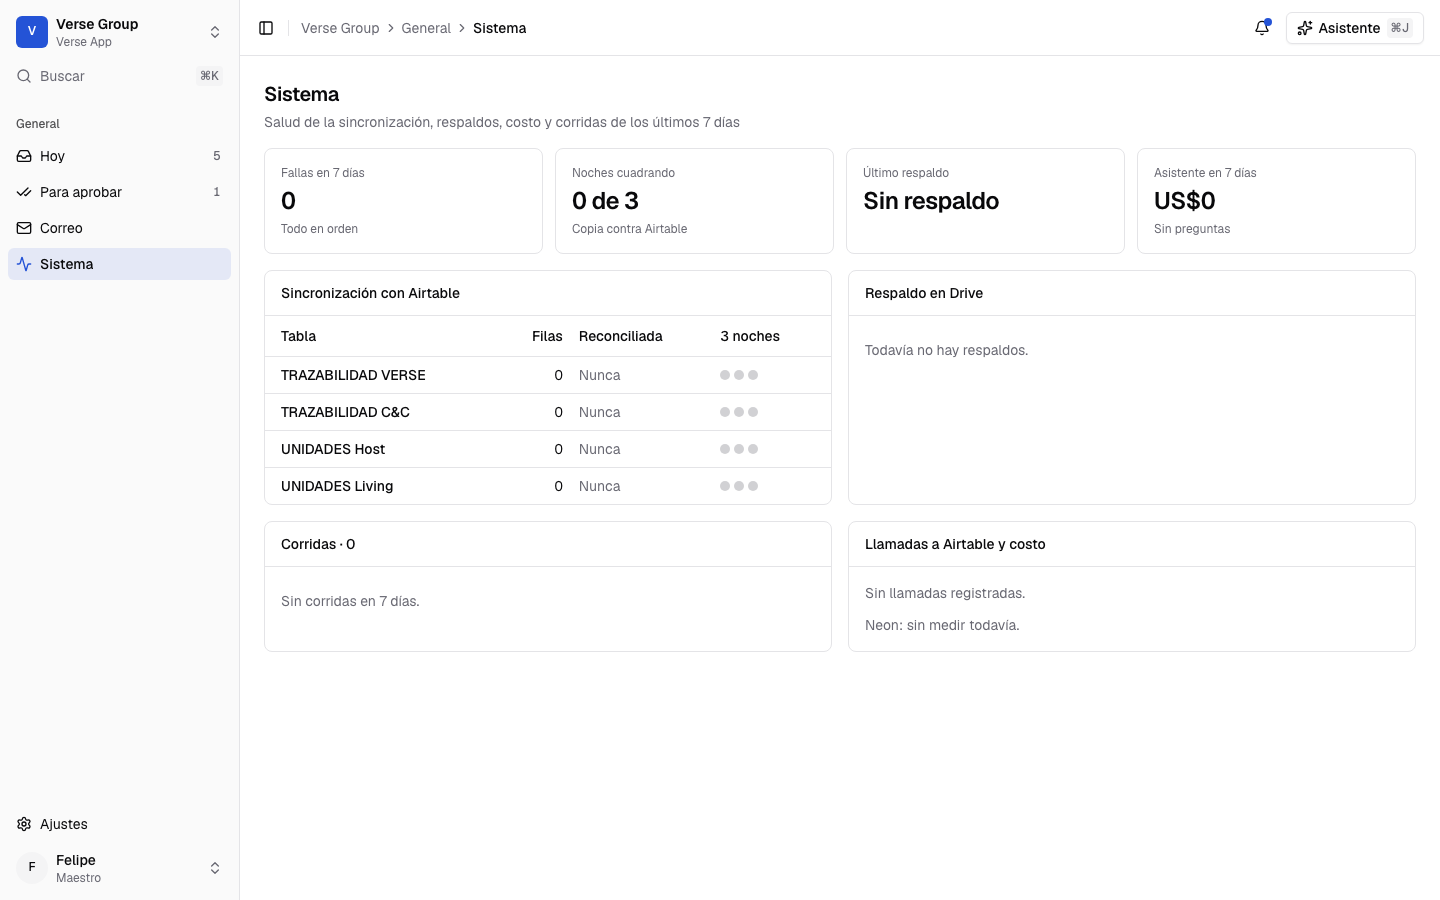 V
Verse Group
Verse App
Buscar ⌘K
General
Hoy 5
Para aprobar 1
Correo
Sistema
Ajustes
F
Felipe
Maestro
Verse Group > General > Sistema
Asistente ⌘J
Sistema
Salud de la sincronización, respaldos, costo y corridas de los últimos 7 días
Fallas en 7 días
0
Todo en orden
Noches cuadrando
0 de 3
Copia contra Airtable
Último respaldo
Sin respaldo
Asistente en 7 días
US$0
Sin preguntas
Sincronización con Airtable
Tabla Filas Reconciliada 3 noches
TRAZABILIDAD VERSE 0 Nunca
TRAZABILIDAD C&C 0 Nunca
UNIDADES Host 0 Nunca
UNIDADES Living 0 Nunca
Respaldo en Drive
Todavía no hay respaldos.
Corridas · 0
Sin corridas en 7 días.
Llamadas a Airtable y costo
Sin llamadas registradas.
Neon: sin medir todavía.